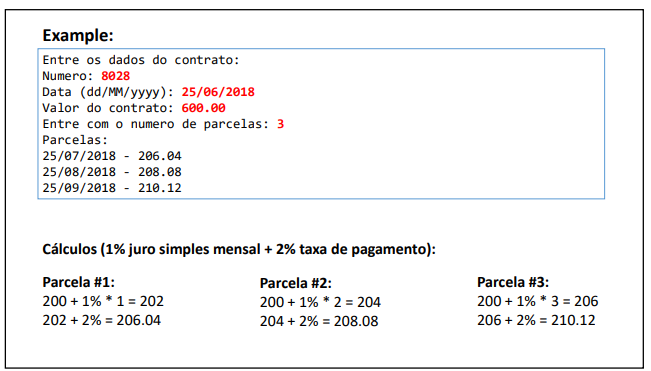 Example:
Entre os dados do contrato:
Numero: 8028
Data (dd/MM/yyyy): 25/06/2018
Valor do contrato: 600.00
Entre com o numero de parcelas: 3
Parcelas:
25/07/2018 - 206.04
25/08/2018 - 208.08
25/09/2018 - 210.12
Cálculos (1% juro simples mensal + 2% taxa de pagamento):
Parcela #1:
200 + 1% * 1 = 202
202 + 2% = 206.04
Parcela #2:
200 + 1% * 2 = 204
204 + 2% = 208.08
Parcela #3:
200 + 1% * 3 = 206
206 + 2% = 210.12